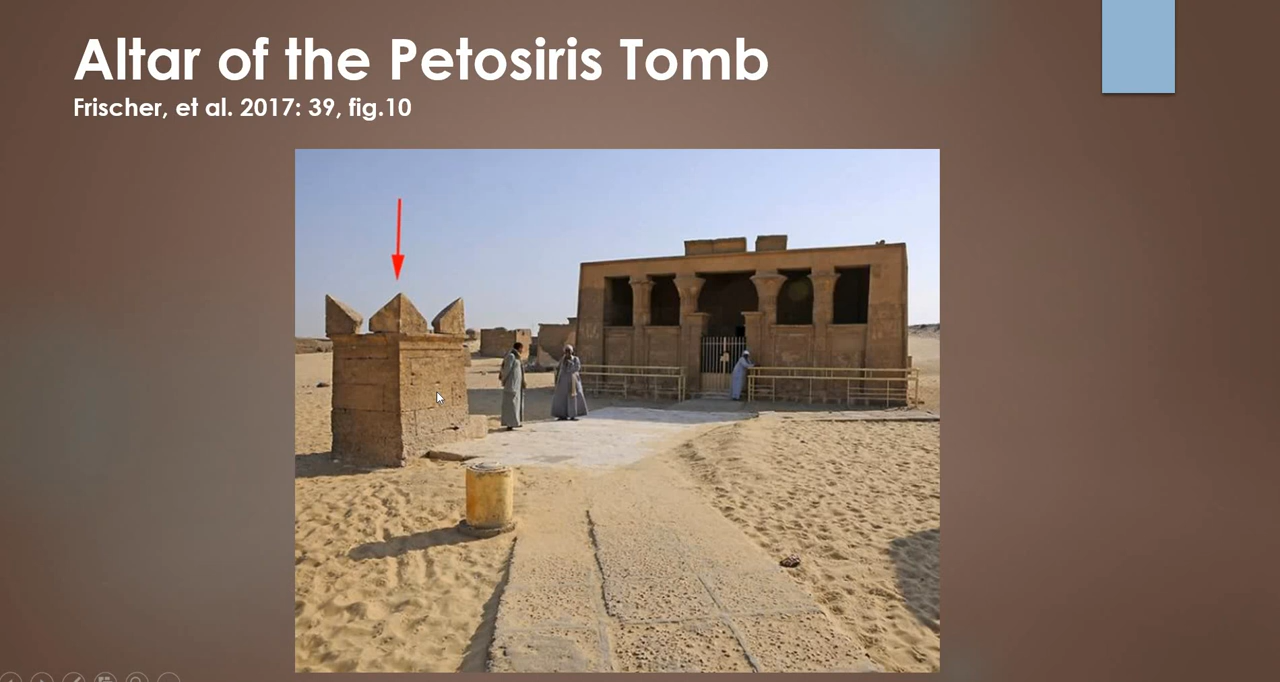 Altar of the Petosiris Tomb
Frischer, et al. 2017: 39, fig.10